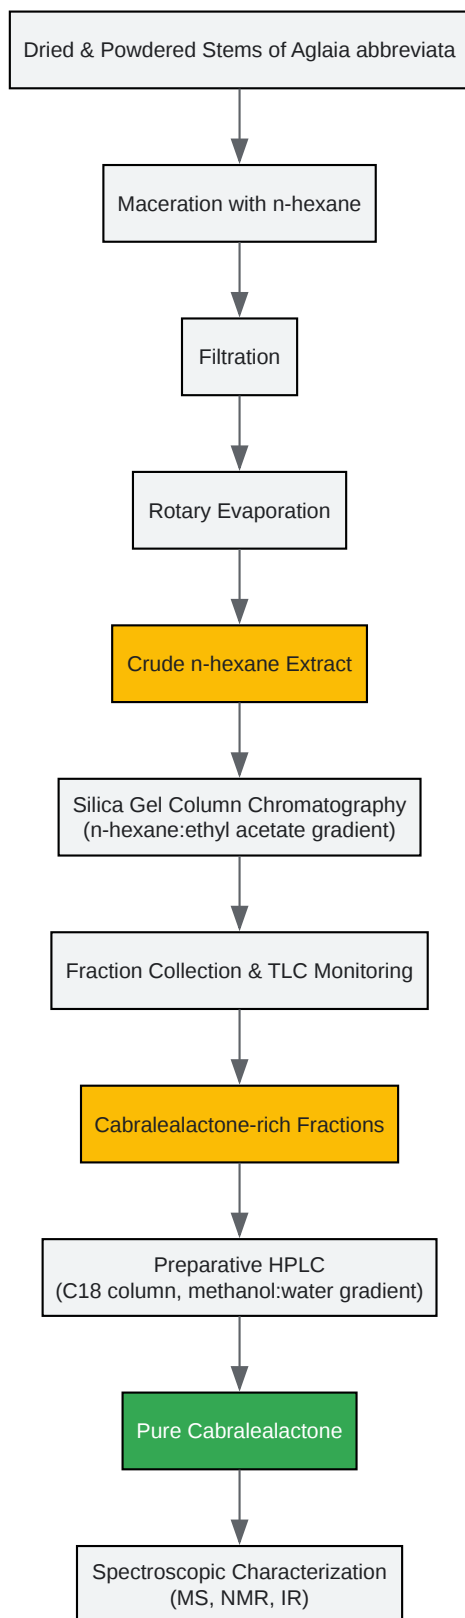 Dried & Powdered Stems of Aglaia abbreviata
Maceration with n-hexane
Filtration
Rotary Evaporation
Crude n-hexane Extract
Silica Gel Column Chromatography
(n-hexane:ethyl acetate gradient)
Fraction Collection & TLC Monitoring
Cabralealactone-rich Fractions
Preparative HPLC
(C18 column, methanol:water gradient)
Pure Cabralealactone
Spectroscopic Characterization
(MS, NMR, IR)